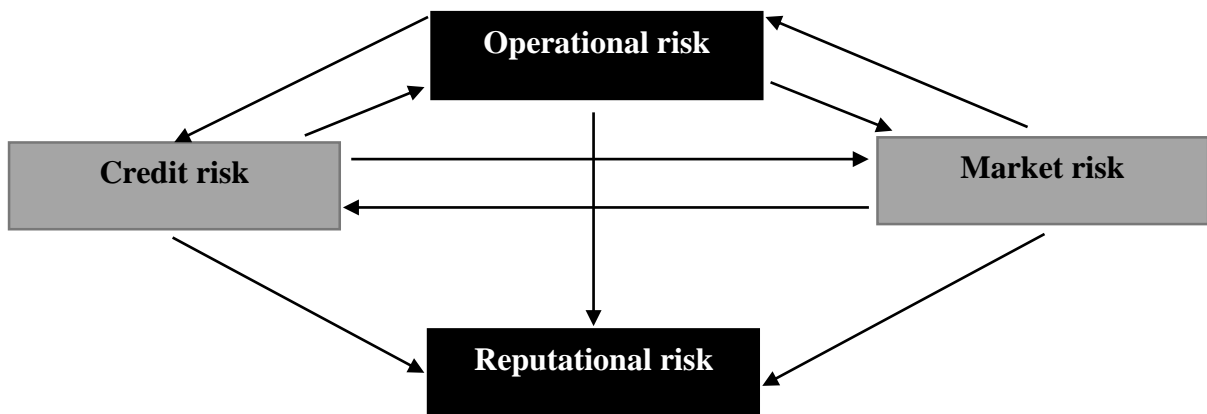 Operational risk
Credit risk
Market risk
Reputational risk